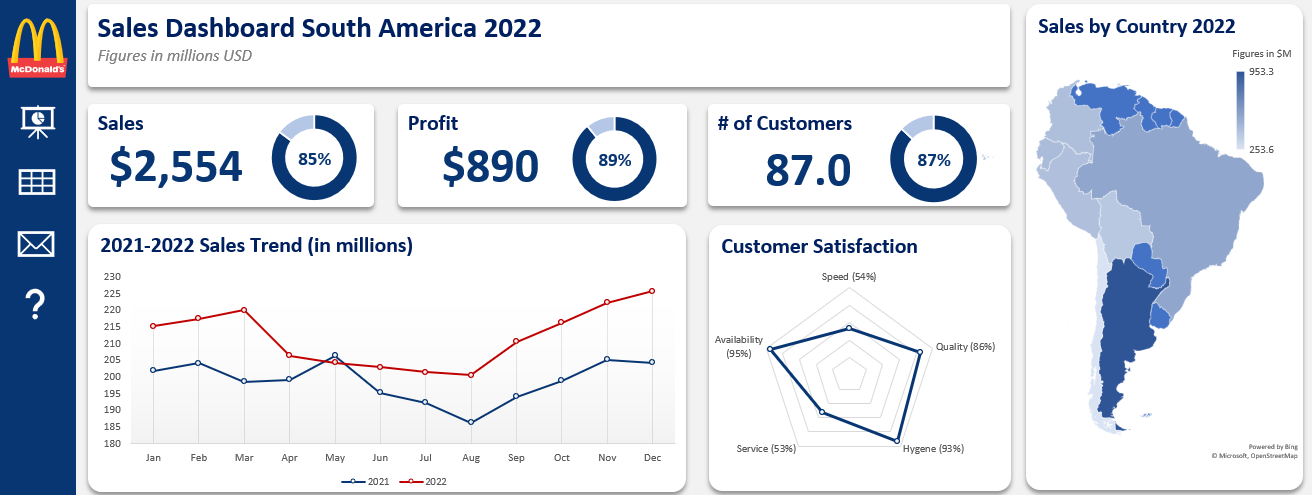 McDonald's
Sales Dashboard South America 2022
Figures in millions USD
Sales
$2,554
85%
Profit
$890
89%
# of Customers
87.0
87%
2021-2022 Sales Trend (in millions)
230
225
220
215
210
205
200
195
190
185
180
Jan Feb Mar Apr May Jun Jul Aug Sep Oct Nov Dec
2021 2022
Customer Satisfaction
Speed (54%)
Availability
(95%)
Quality (86%)
Service (53%)
Hygene (93%)
Sales by Country 2022
Figures in $M
953.3
253.6
Powered by Bing
© Microsoft, OpenStreetMap